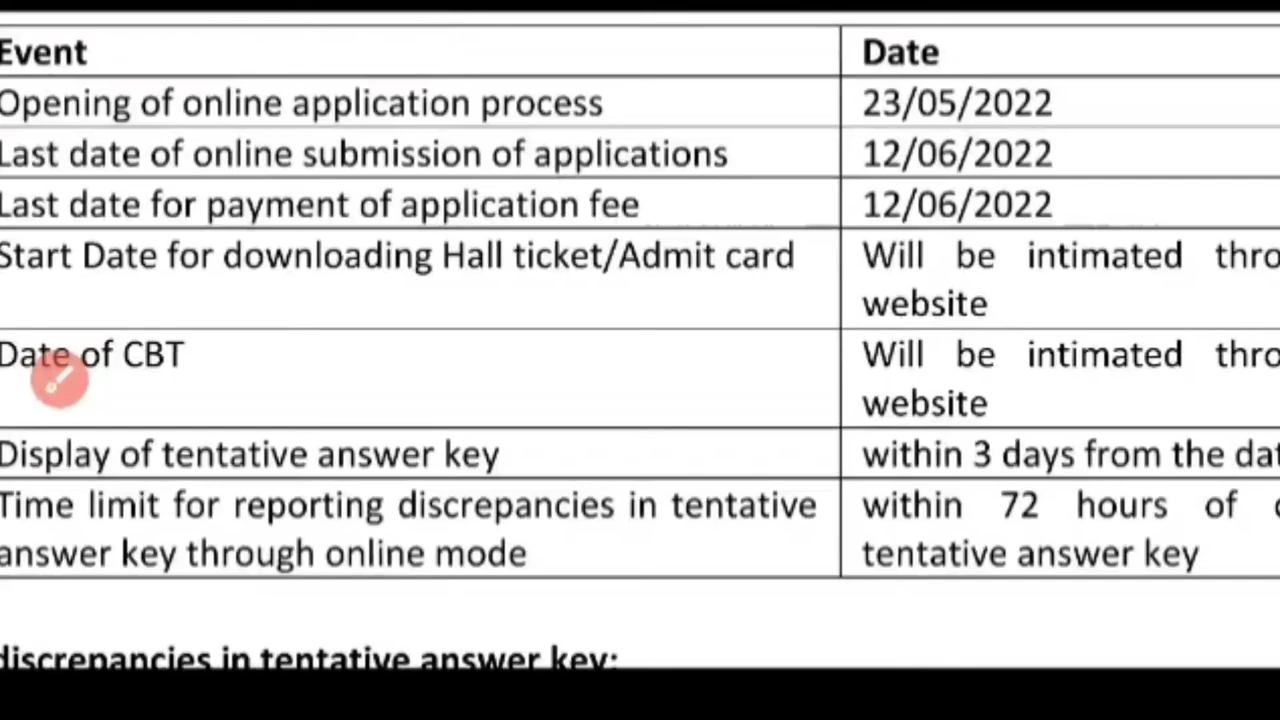 Event Date
Opening of online application process 23/05/2022
Last date of online submission of applications 12/06/2022
Last date for payment of application fee 12/06/2022
Start Date for downloading Hall ticket/Admit card Will be intimated thro
website
Date of CBT Will be intimated thro
website
Display of tentative answer key within 3 days from the dat
Time limit for reporting discrepancies in tentative within 72 hours of
answer key through online mode tentative answer key
discrepancies in tentative answer key: